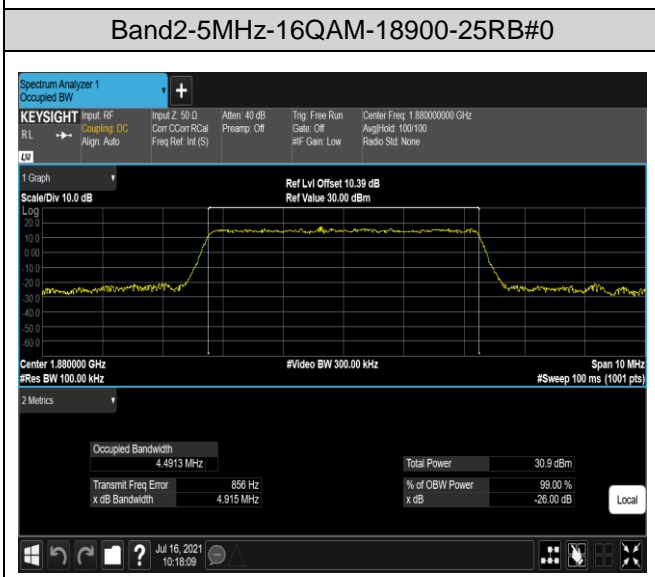 Band2-5MHz-16QAM-18900-25RB#0
Spectrum Analyzer 1
Occupied BW
+
KEYSIGHT
RL
LXI
Input: RF
Coupling: DC
Align: Auto
Input Z: 50 Ω
Corr CCorr RCal
Freq Ref: Int (S)
Atten: 40 dB
Preamp: Off
Trig: Free Run
Gate: Off
#IF Gain: Low
Center Freq: 1.880000000 GHz
Avg|Hold: 100/100
Radio Std: None
1 Graph
Scale/Div 10.0 dB
Ref Lvl Offset 10.39 dB
Ref Value 30.00 dBm
Log
20.0
10.0
0.00
-10.0
-20.0
-30.0
-40.0
-50.0
-60.0
Center 1.880000 GHz
#Video BW 300.00 kHz
Span 10 MHz
#Res BW 100.00 kHz
#Sweep 100 ms (1001 pts)
2 Metrics
Occupied Bandwidth
4.4913 MHz
Total Power 30.9 dBm
Transmit Freq Error 856 Hz
% of OBW Power 99.00 %
x dB Bandwidth 4.915 MHz
x dB -26.00 dB
Local
?
Jul 16, 2021
10:18:09